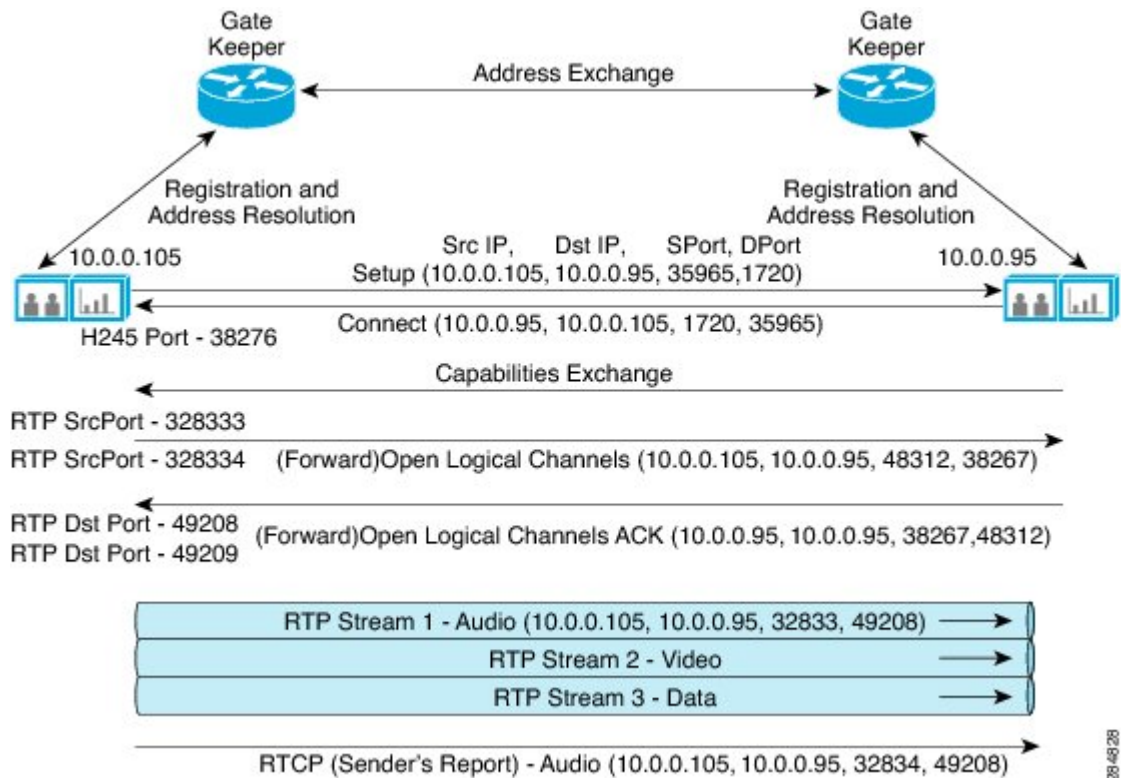 Gate
Keeper
Gate
Keeper
Address Exchange
Registration and
Address Resolution
Registration and
Address Resolution
10.0.0.105
Src IP, Dst IP, SPort, DPort
10.0.0.95
Setup (10.0.0.105, 10.0.0.95, 35965,1720)
Connect (10.0.0.95, 10.0.0.105, 1720, 35965)
H245 Port - 38276
Capabilities Exchange
RTP SrcPort - 328333
RTP SrcPort - 328334
(Forward)Open Logical Channels (10.0.0.105, 10.0.0.95, 48312, 38267)
RTP Dst Port - 49208
RTP Dst Port - 49209
(Forward)Open Logical Channels ACK (10.0.0.95, 10.0.0.95, 38267,48312)
RTP Stream 1 - Audio (10.0.0.105, 10.0.0.95, 32833, 49208)
RTP Stream 2 - Video
RTP Stream 3 - Data
RTCP (Sender's Report) - Audio (10.0.0.105, 10.0.0.95, 32834, 49208)
284828